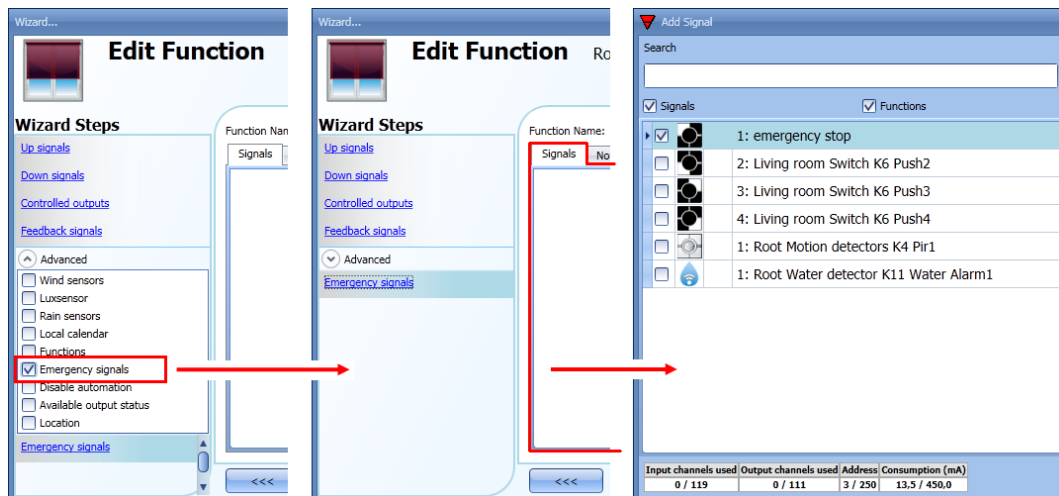 Wizard...
Edit Function
Wizard Steps
Up signals
Down signals
Controlled outputs
Feedback signals
Advanced
Wind sensors
Luxsensor
Rain sensors
Local calendar
Functions
Emergency signals
Disable automation
Available output status
Location
Emergency signals
Function Nan
Signals
<<<
Wizard...
Edit Function Ro
Wizard Steps
Up signals
Down signals
Controlled outputs
Feedback signals
Advanced
Emergency signals
Function Name:
Signals No
<<<
Add Signal
Search
Signals Functions
1: emergency stop
2: Living room Switch K6 Push2
3: Living room Switch K6 Push3
4: Living room Switch K6 Push4
1: Root Motion detectors K4 Pir1
1: Root Water detector K11 Water Alarm1
Input channels used Output channels used Address Consumption (mA)
0 / 119 0 / 111 3 / 250 13,5 / 450,0